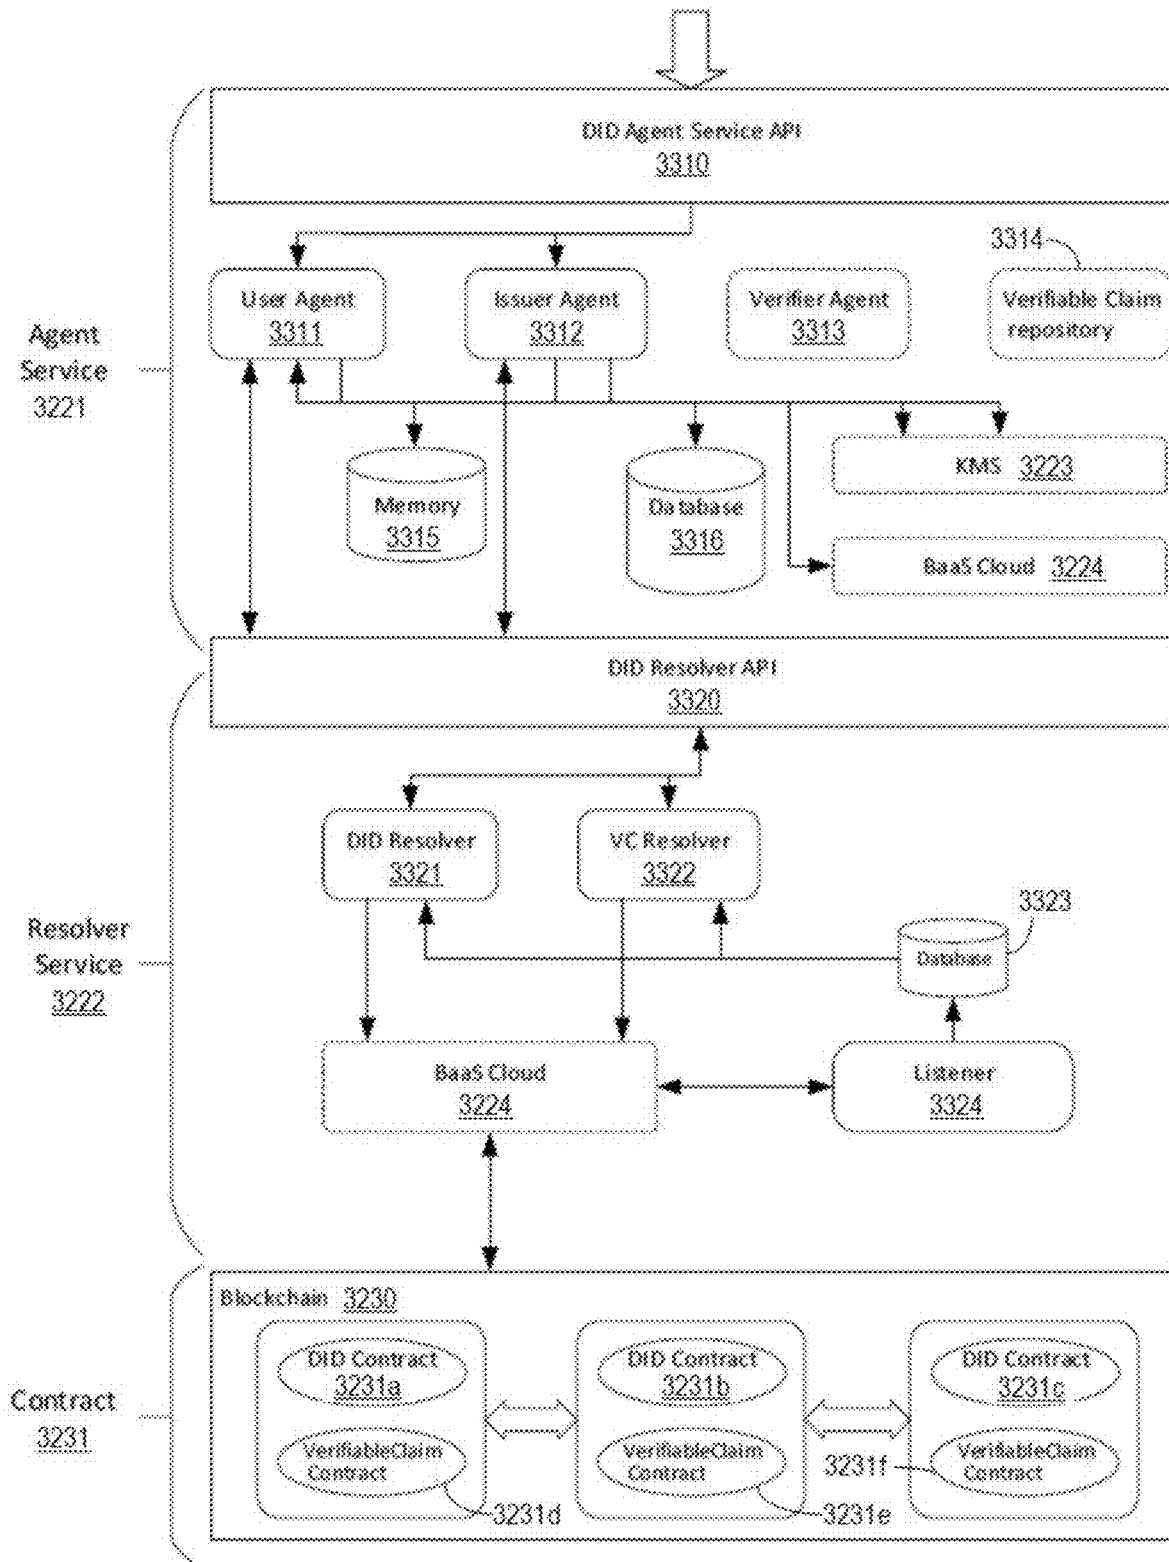 DID Agent Service API
3310
3314
User Agent
3311
Issuer Agent
3312
Verifier Agent
3313
Verifiable Claim
repository
Agent
Service
3221
Memory
3315
Database
3316
KMS 3223
BaaS Cloud 3224
DID Resolver API
3320
DID Resolver
3321
VC Resolver
3322
3323
Database
Resolver
Service
3222
BaaS Cloud
3224
Listener
3324
Blockchain 3230
DID Contract
3231a
DID Contract
3231b
DID Contract
3231c
Contract
3231
VerifiableClaim
Contract
VerifiableClaim
Contract
VerifiableClaim
Contract
3231d
3231e
3231f